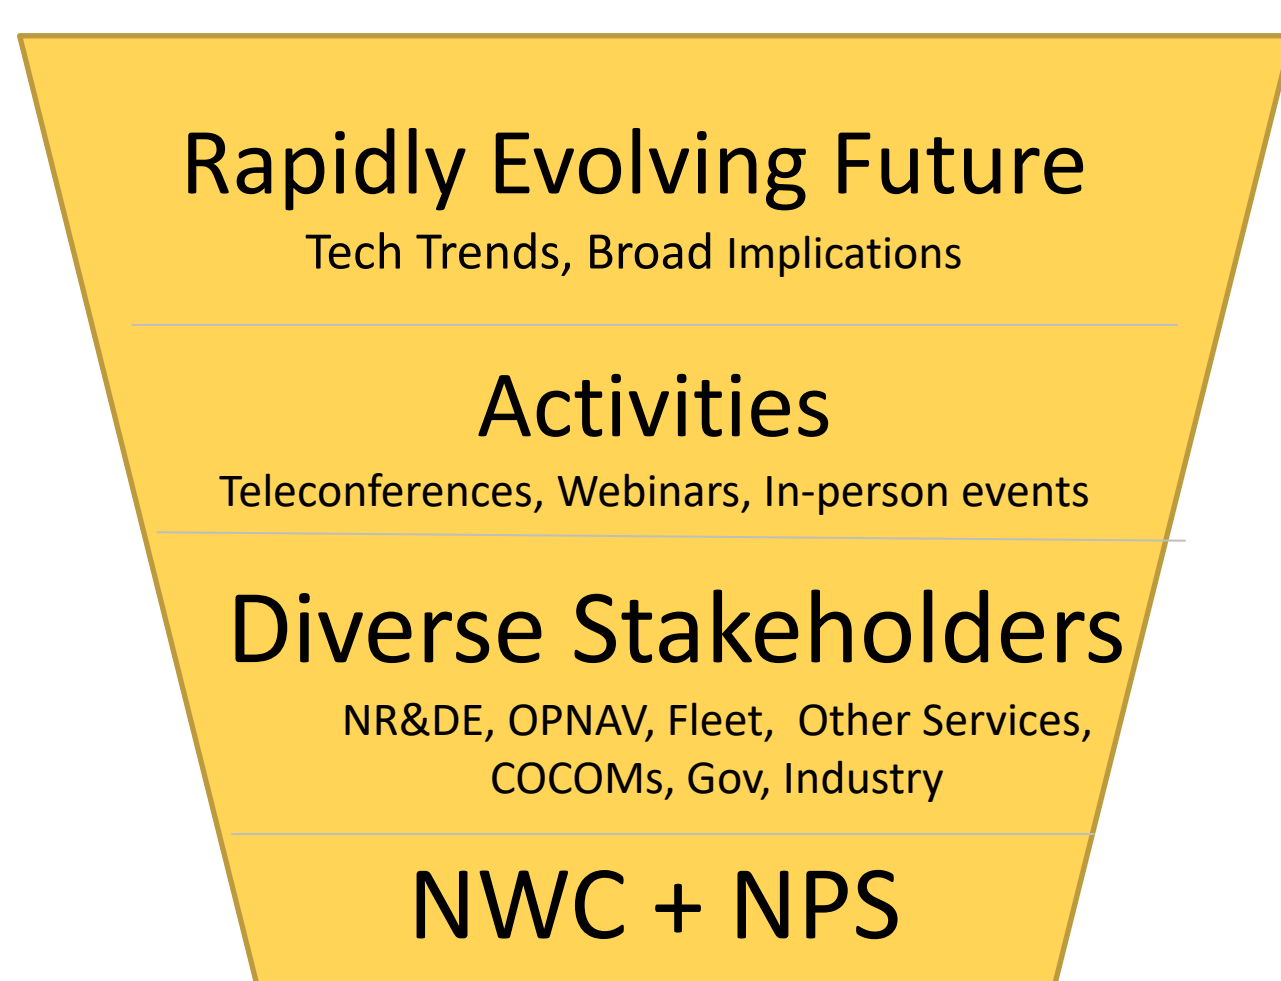 Rapidly Evolving Future
Tech Trends, Broad Implications
Activities
Teleconferences, Webinars, In-person events
Diverse Stakeholders
NR&DE, OPNAV, Fleet,  Other Services,
COCOMs, Gov, Industry
NWC + NPS